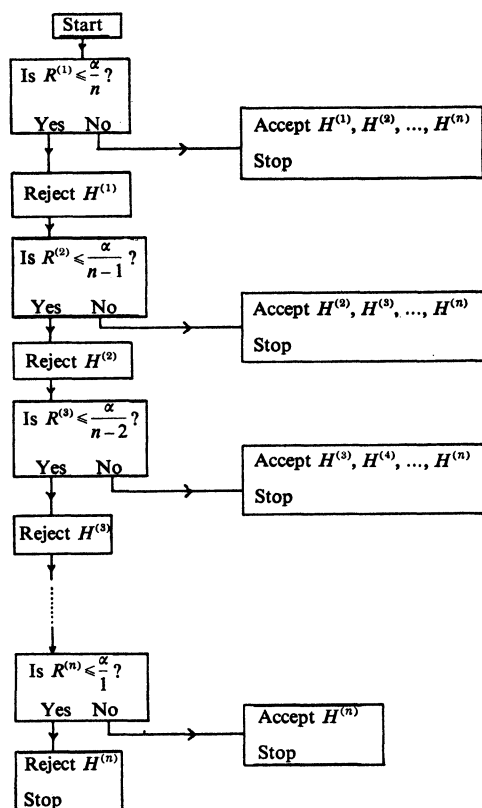 Start
Is R^(1) ≤ α/n ?
Yes No
Accept H^(1), H^(2), ..., H^(n)
Stop
Reject H^(1)
Is R^(2) ≤ α/(n−1) ?
Yes No
Accept H^(2), H^(3), ..., H^(n)
Stop
Reject H^(2)
Is R^(3) ≤ α/(n−2) ?
Yes No
Accept H^(3), H^(4), ..., H^(n)
Stop
Reject H^(3)
Is R^(n) ≤ α/1 ?
Yes No
Accept H^(n)
Stop
Reject H^(n)
Stop